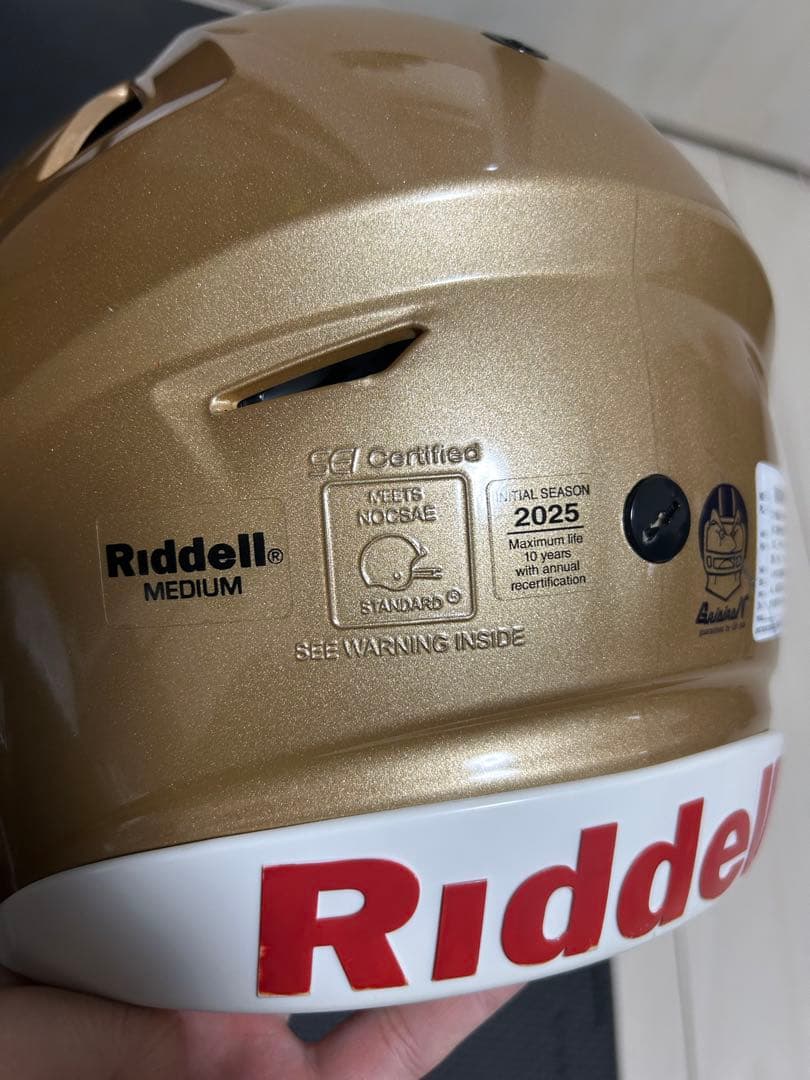 SEI Certified
MEETS
NOCSAE
STANDARD®
SEE WARNING INSIDE
Riddell®
MEDIUM
INITIAL SEASON
2025
Maximum life
10 years
with annual
recertification
Riddell